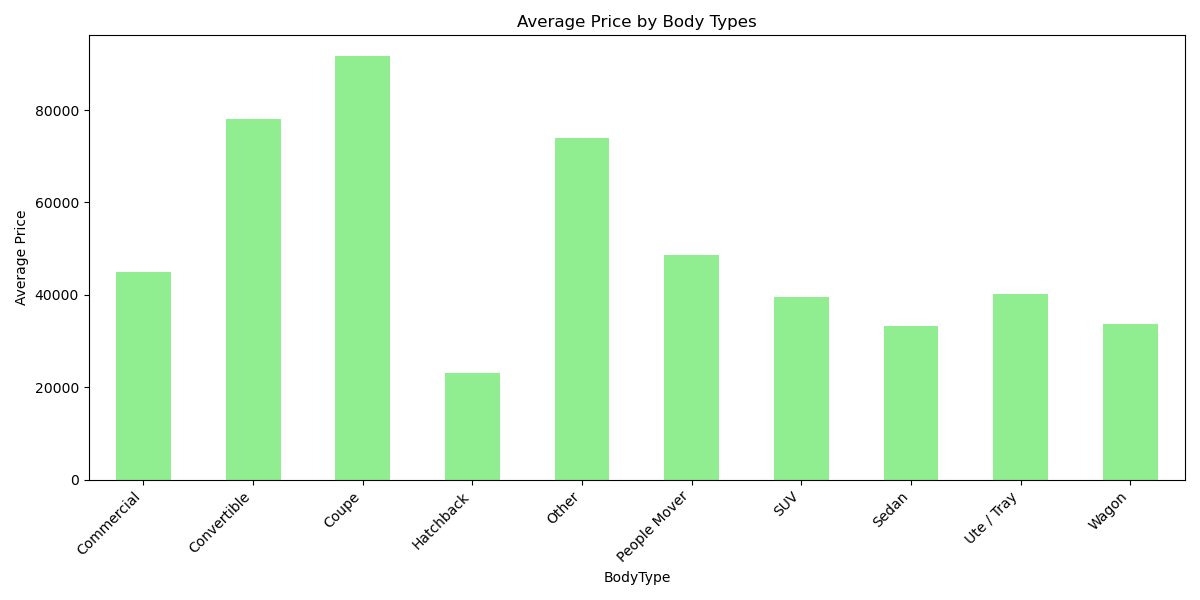 Average Price by Body Types
Average Price
80000
60000
40000
20000
0
Commercial
Convertible
Coupe
Hatchback
Other
People Mover
SUV
Sedan
Ute / Tray
Wagon
BodyType